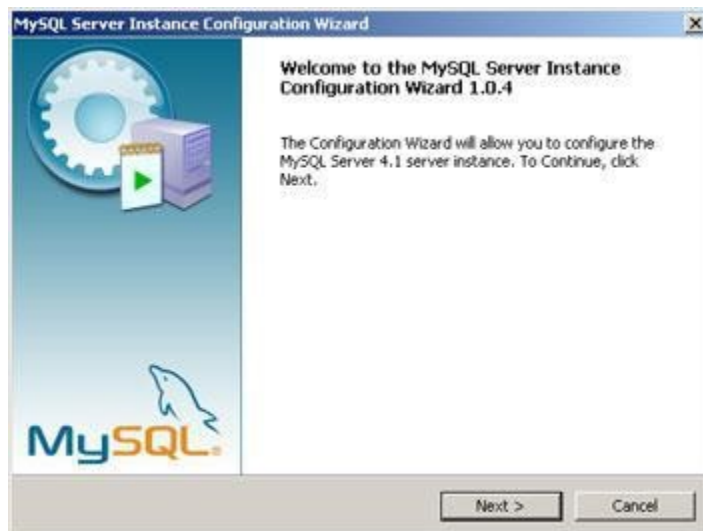 MySQL Server Instance Configuration Wizard
Welcome to the MySQL Server Instance
Configuration Wizard 1.0.4
The Configuration Wizard will allow you to configure the
MySQL Server 4.1 server instance. To Continue, click
Next.
MySQL®
Next >
Cancel